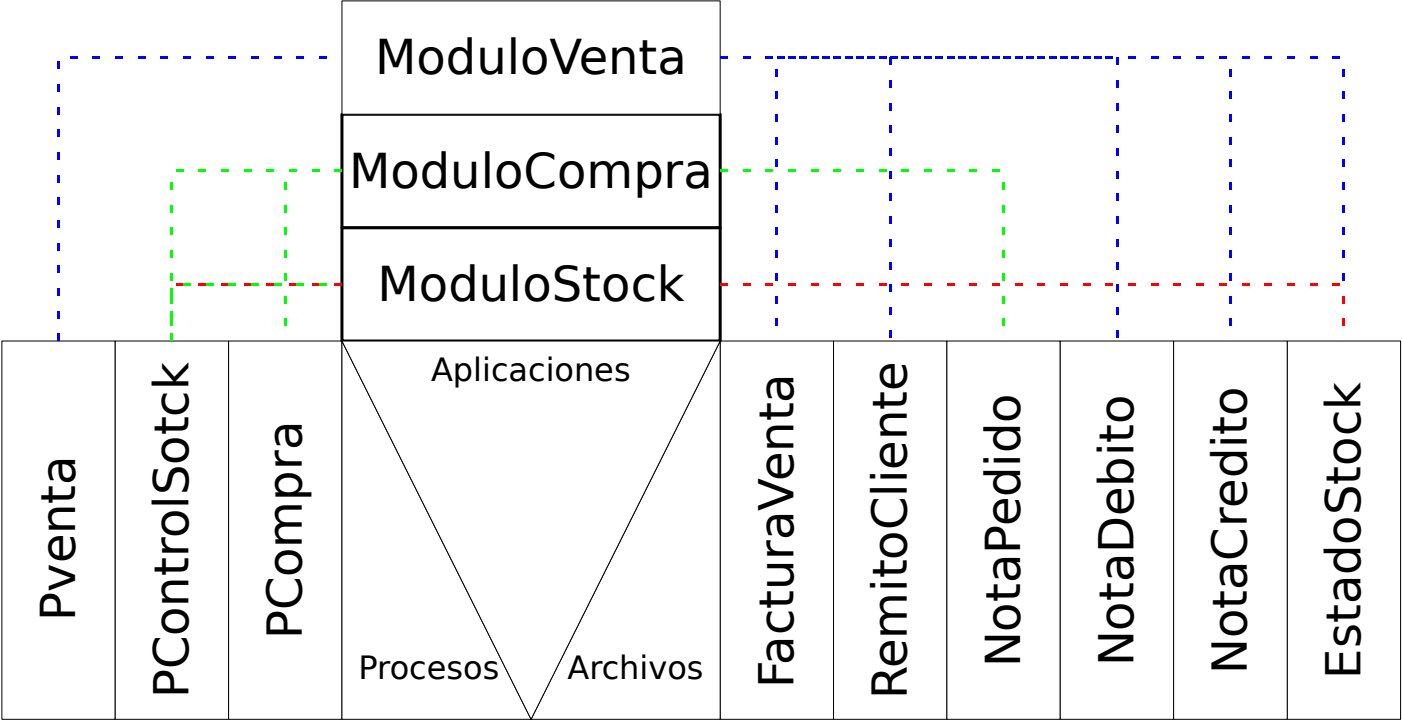 ModuloVenta
ModuloCompra
ModuloStock
Aplicaciones
Procesos
Archivos
Pventa
PControlSotck
PCompra
FacturaVenta
RemitoCliente
NotaPedido
NotaDebito
NotaCredito
EstadoStock